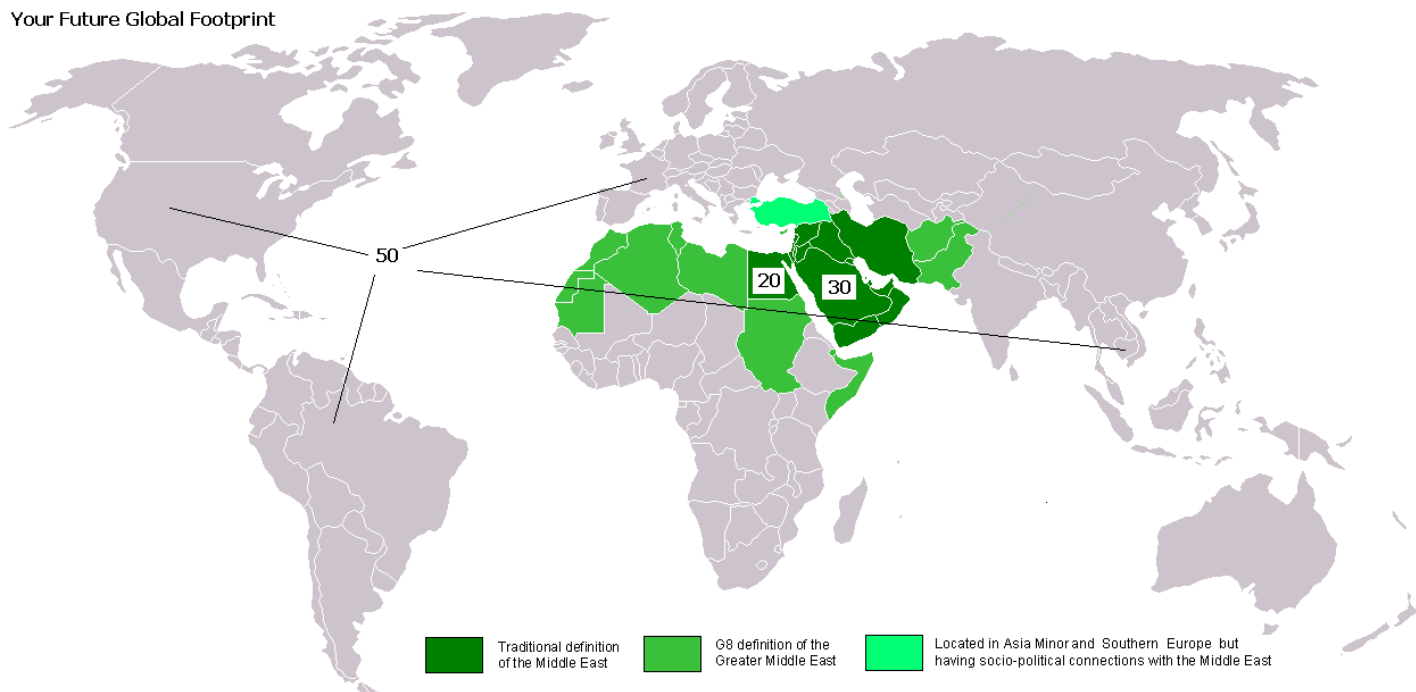 Your Future Global Footprint
50
20
30
Traditional definition
of the Middle East
G8 definition of the
Greater Middle East
Located in Asia Minor and Southern Europe but
having socio-political connections with the Middle East